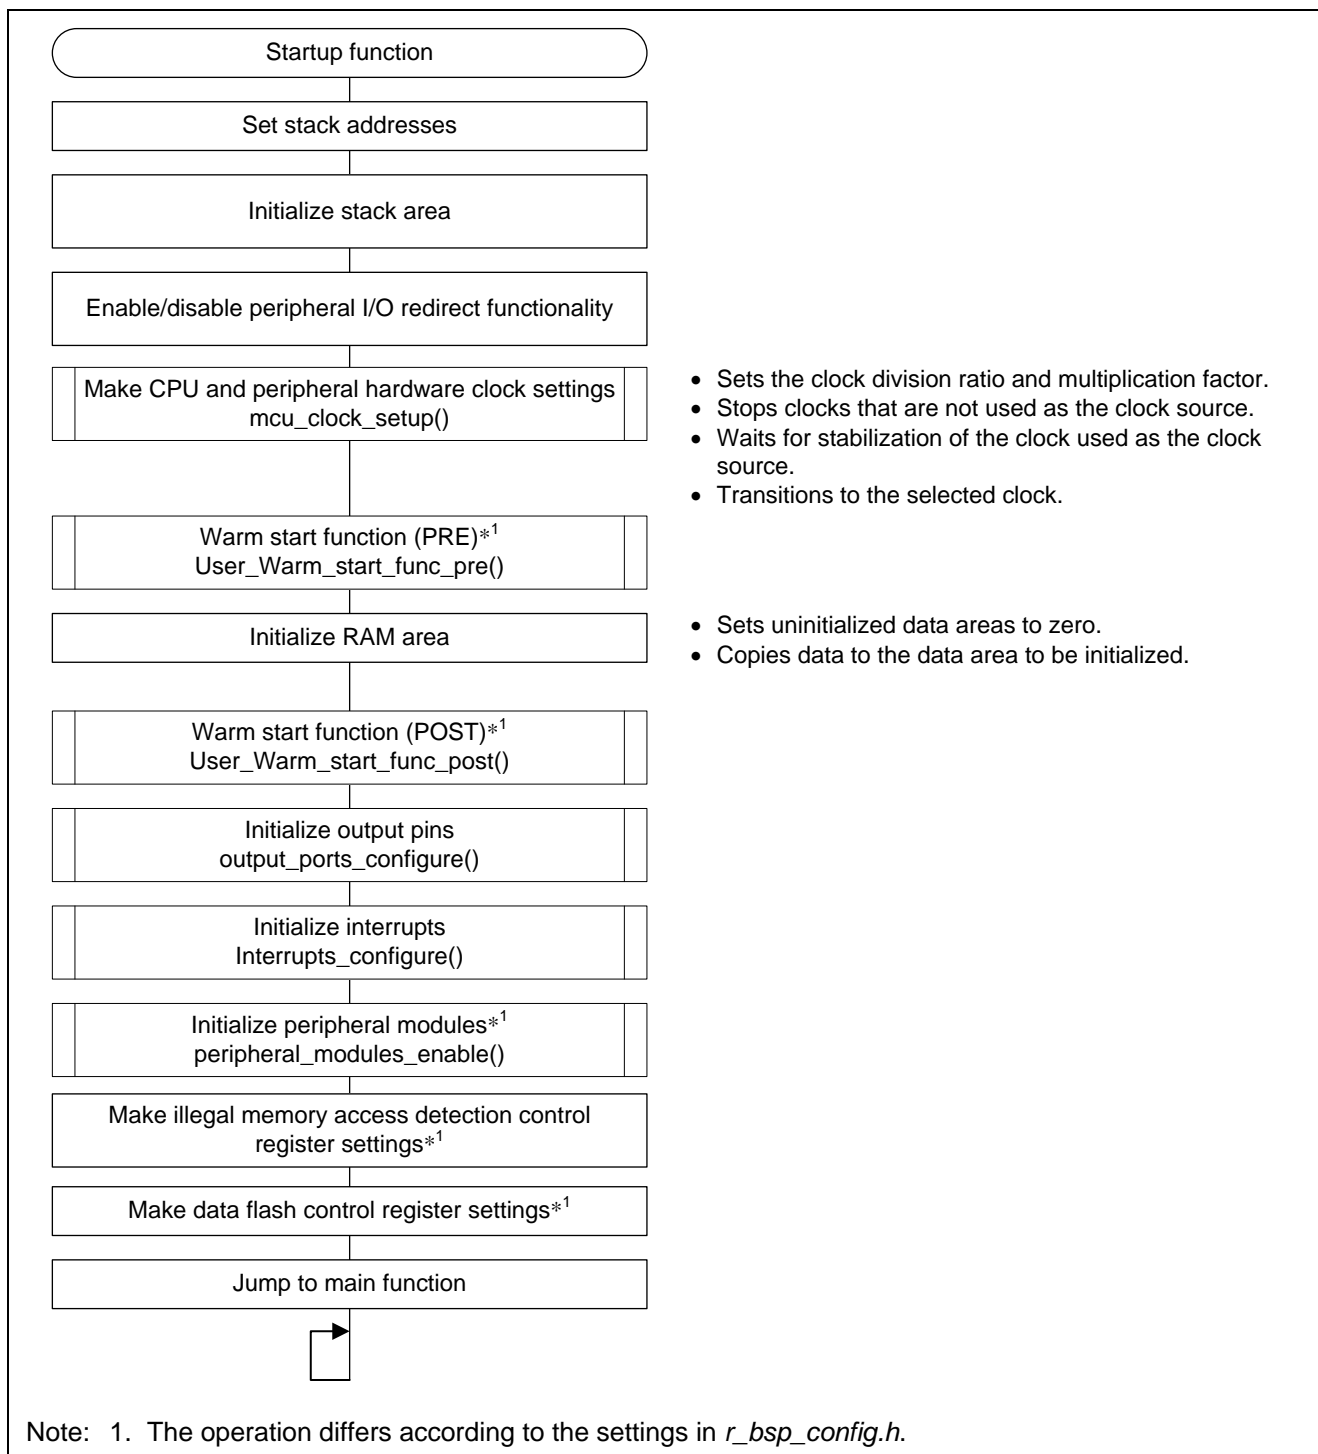 Startup function
Set stack addresses
Initialize stack area
Enable/disable peripheral I/O redirect functionality
Make CPU and peripheral hardware clock settings
mcu_clock_setup()
• Sets the clock division ratio and multiplication factor.
• Stops clocks that are not used as the clock source.
• Waits for stabilization of the clock used as the clock
source.
• Transitions to the selected clock.
Warm start function (PRE)*1
User_Warm_start_func_pre()
Initialize RAM area
• Sets uninitialized data areas to zero.
• Copies data to the data area to be initialized.
Warm start function (POST)*1
User_Warm_start_func_post()
Initialize output pins
output_ports_configure()
Initialize interrupts
Interrupts_configure()
Initialize peripheral modules*1
peripheral_modules_enable()
Make illegal memory access detection control
register settings*1
Make data flash control register settings*1
Jump to main function
Note: 1. The operation differs according to the settings in r_bsp_config.h.